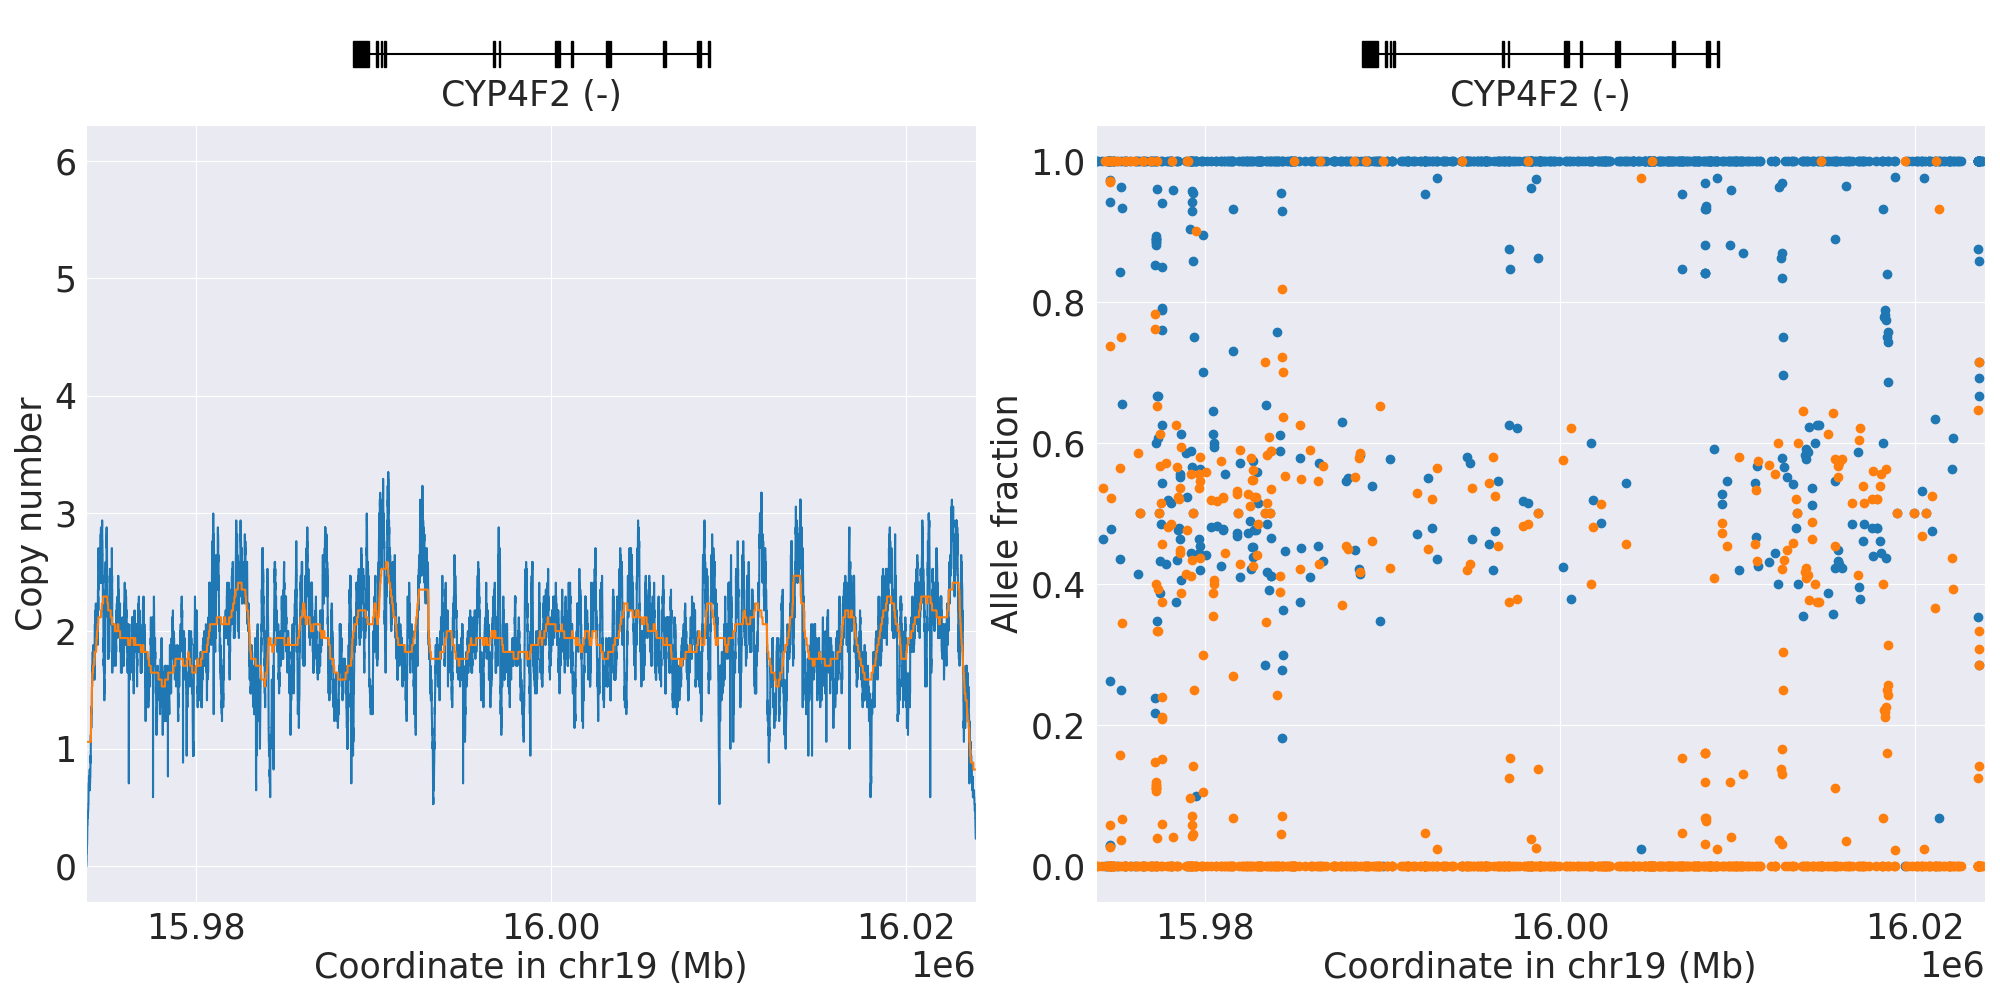 CYP4F2 (-)
Copy number
6
5
4
3
2
1
0
15.98
16.00
16.02
Coordinate in chr19 (Mb)
1e6
CYP4F2 (-)
Allele fraction
1.0
0.8
0.6
0.4
0.2
0.0
15.98
16.00
16.02
Coordinate in chr19 (Mb)
1e6